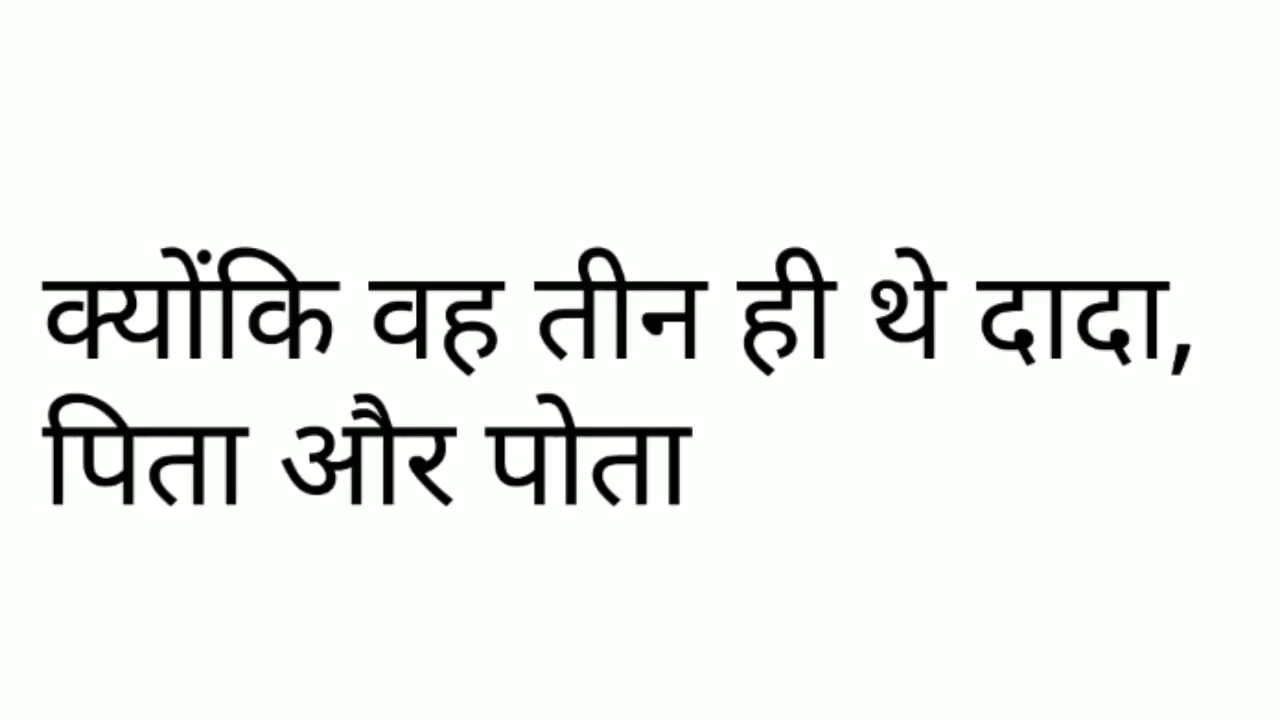 क्योंकि वह तीन ही थे दादा,
पिता और पोता